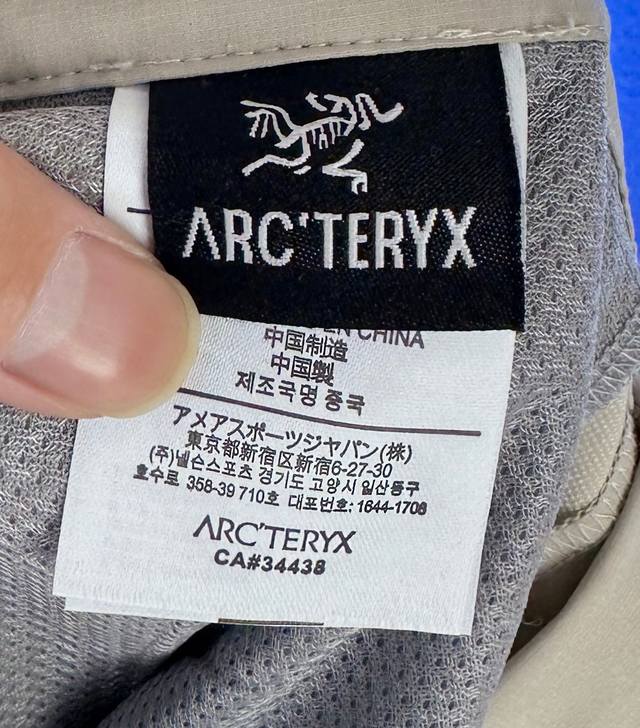 ARC'TERYX
CHINA
中国制造
中国製
제조국명 중국
アメアスポーツジャパン(株)
東京都新宿区新宿6-27-30
(주)넬슨스포츠 경기도 고양시 일산동구
호수로 358-39 710호 대표번호: 1644-1708
ARC'TERYX
CA#34438